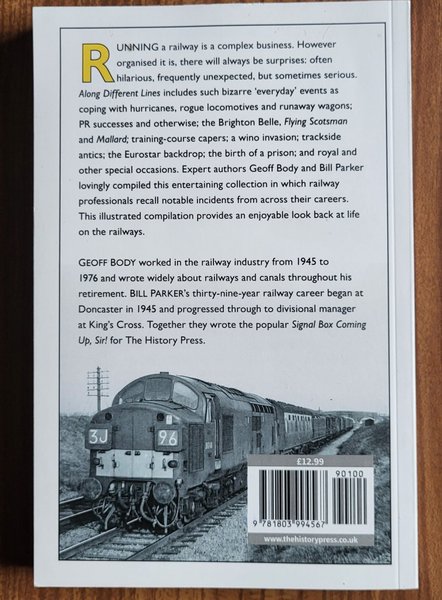 RUNNING a railway is a complex business. However
organised it is, there will always be surprises: often
hilarious, frequently unexpected, but sometimes serious.
Along Different Lines includes such bizarre ‘everyday’ events as
coping with hurricanes, rogue locomotives and runaway wagons;
PR successes and otherwise; the Brighton Belle, Flying Scotsman
and Mallard; training-course capers; a wino invasion; trackside
antics; the Eurostar backdrop; the birth of a prison; and royal and
other special occasions. Expert authors Geoff Body and Bill Parker
lovingly compiled this entertaining collection in which railway
professionals recall notable incidents from across their careers.
This illustrated compilation provides an enjoyable look back at life
on the railways.
GEOFF BODY worked in the railway industry from 1945 to
1976 and wrote widely about railways and canals throughout his
retirement. BILL PARKER’s thirty-nine-year railway career began at
Doncaster in 1945 and progressed through to divisional manager
at King’s Cross. Together they wrote the popular Signal Box Coming
Up, Sir! for The History Press.
3J 96
£12.99
90100
9 781803 994567
www.thehistorypress.co.uk